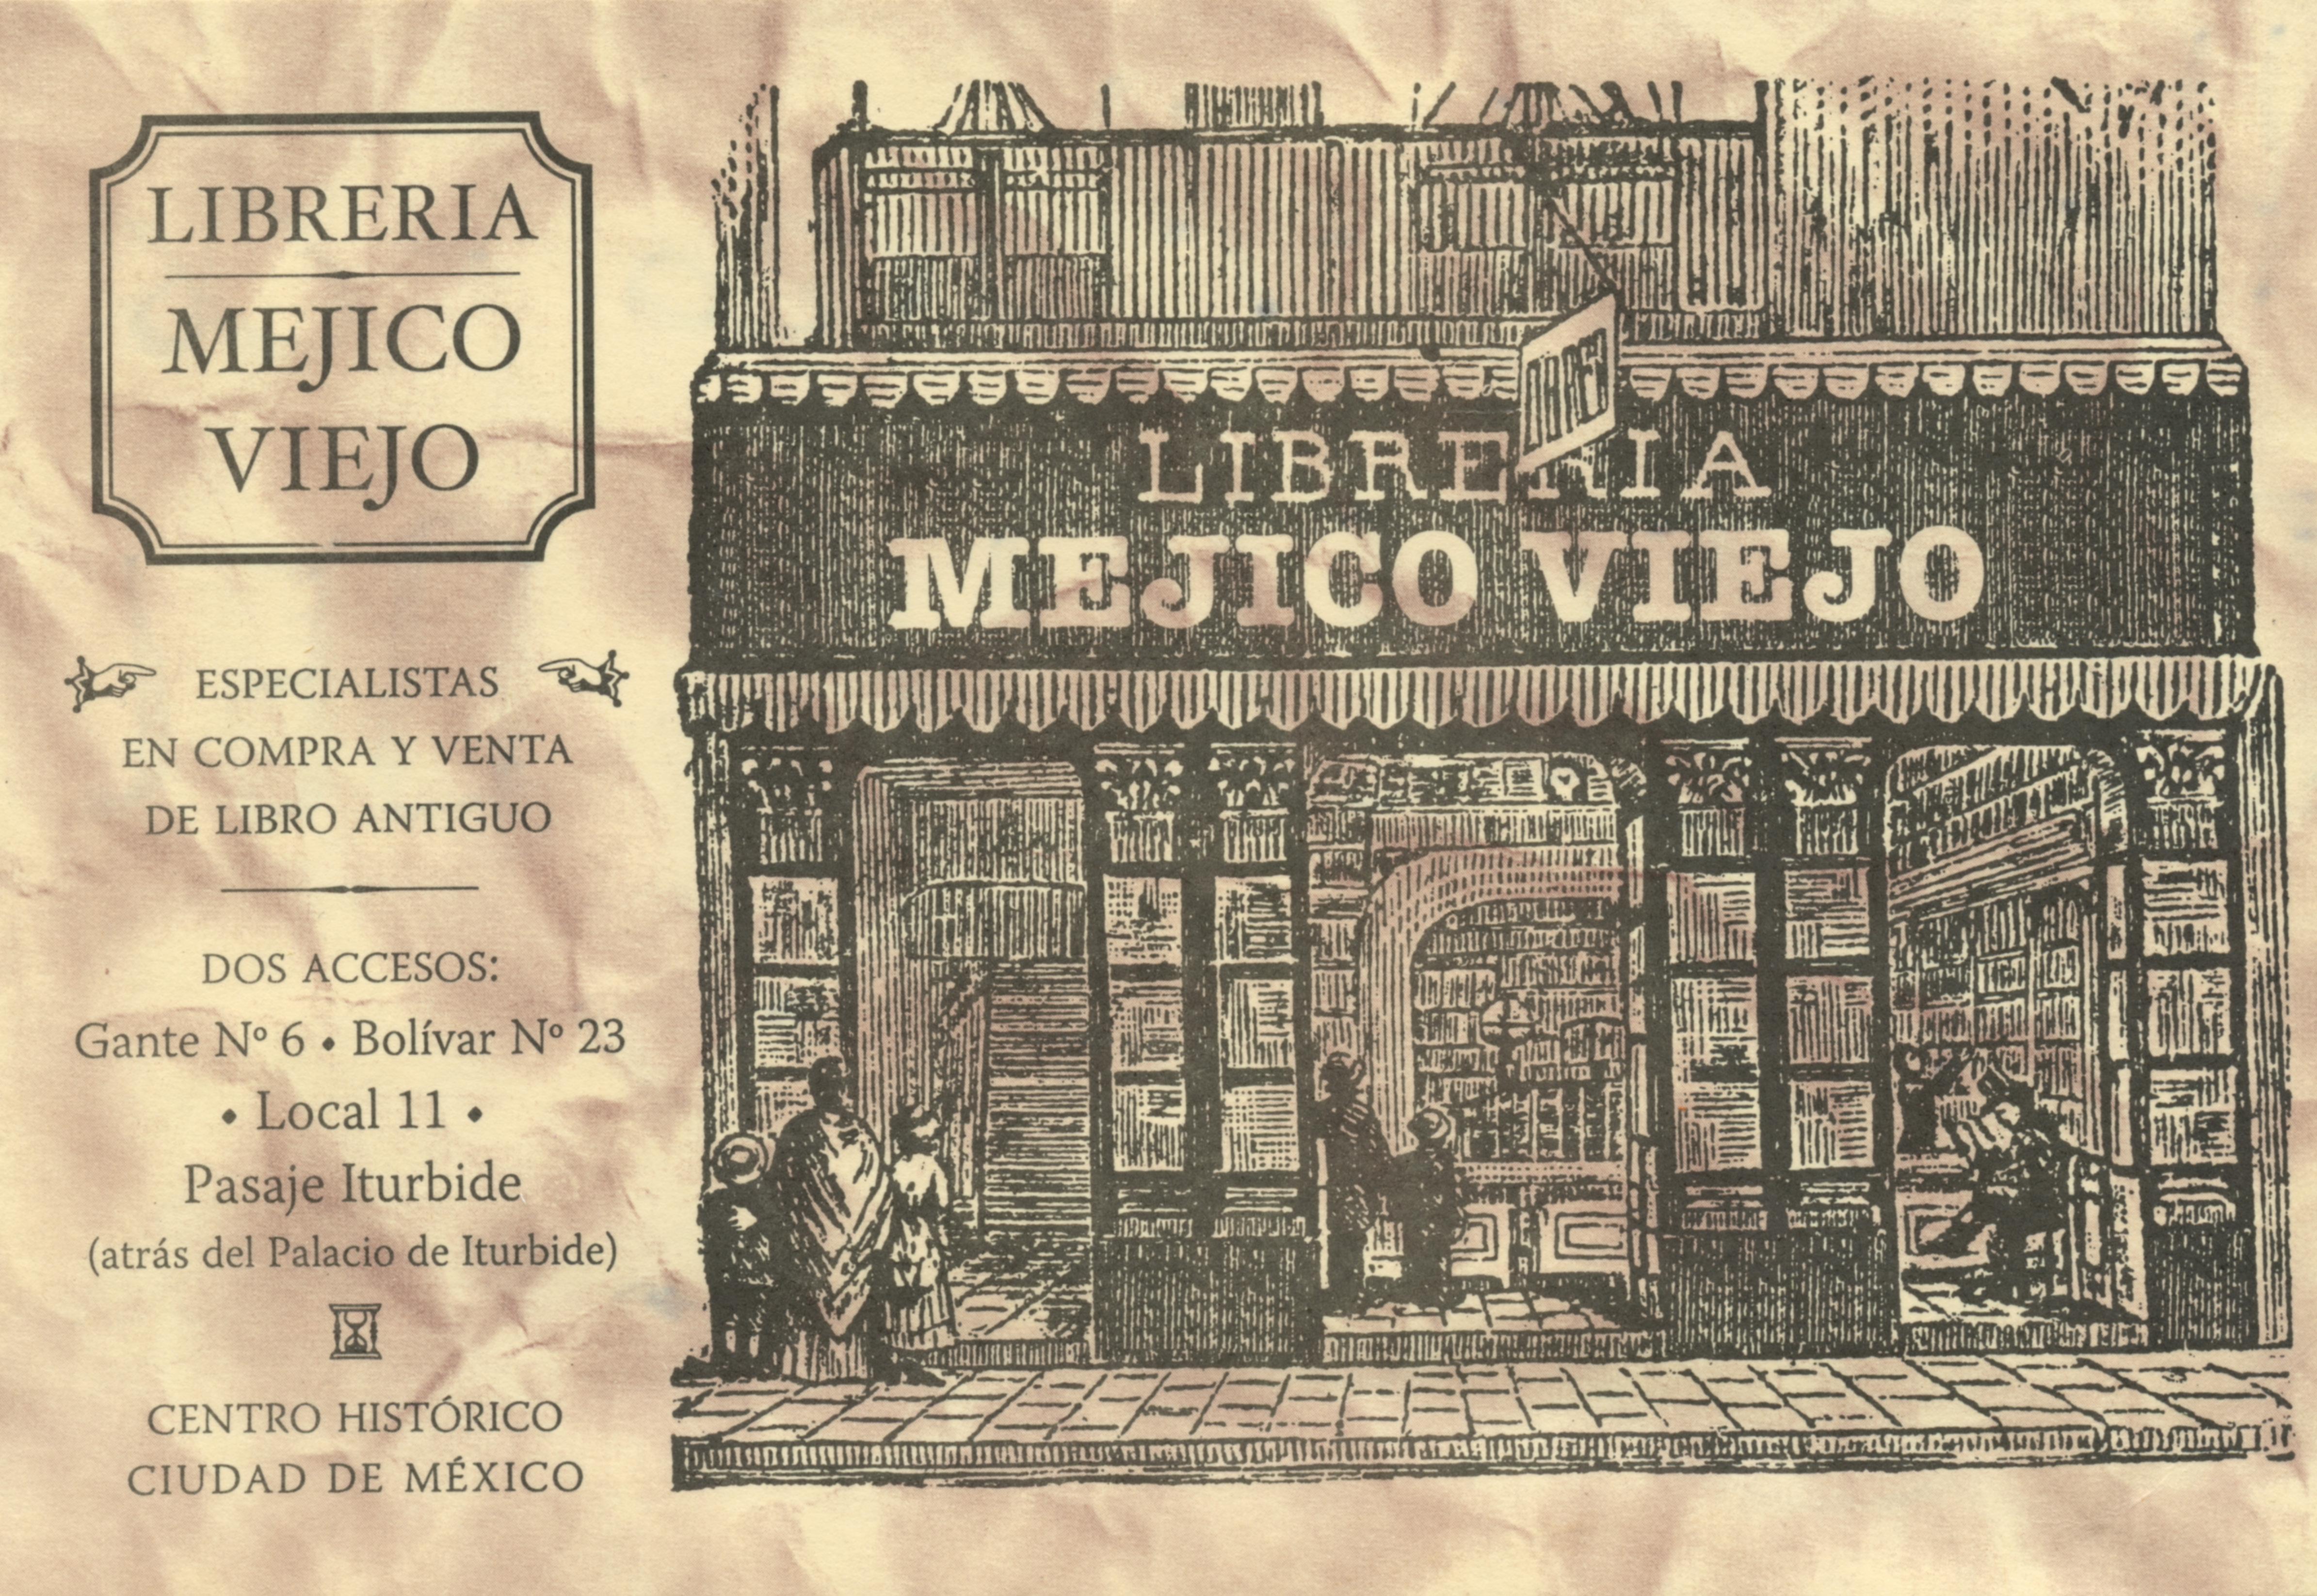 LIBRERIA
MEJICO
VIEJO
ESPECIALISTAS
EN COMPRA Y VENTA
DE LIBRO ANTIGUO
DOS ACCESOS:
Gante Nº 6 • Bolívar Nº 23
• Local 11 •
Pasaje Iturbide
(atrás del Palacio de Iturbide)
CENTRO HISTÓRICO
CIUDAD DE MÉXICO
LIBRERIA
MEJICO VIEJO